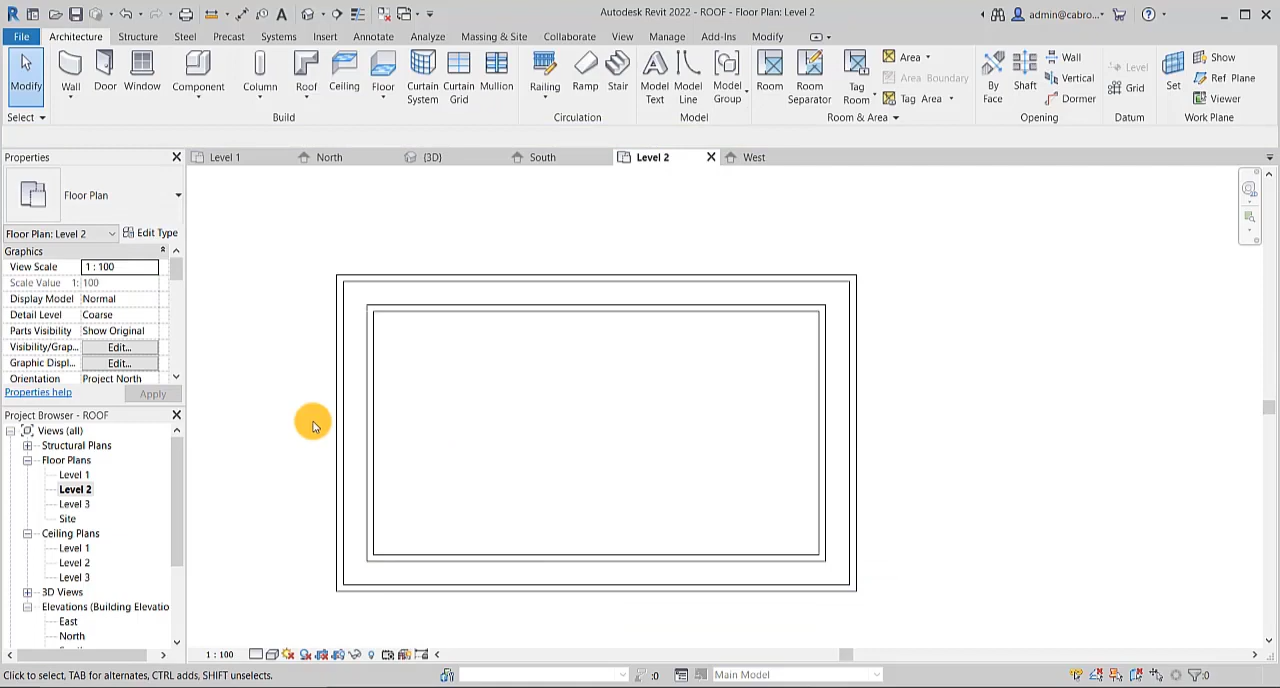 Autodesk Revit 2022 - ROOF - Floor Plan: Level 2
admin@cabro...
File Architecture Structure Steel Precast Systems Insert Annotate Analyze Massing & Site Collaborate View Manage Add-Ins Modify
Modify
Wall
Door
Window
Component
Column
Roof
Ceiling
Floor
Curtain System
Curtain Grid
Mullion
Railing
Ramp
Stair
Model Text
Model Line
Model Group
Room
Room Separator
Tag Room
Area
Area Boundary
Tag Area
By Face
Shaft
Wall
Vertical
Dormer
Level
Grid
Set
Show
Ref Plane
Viewer
Select
Build
Circulation
Model
Room & Area
Opening
Datum
Work Plane
Properties
Level 1
North
{3D}
South
Level 2
West
Floor Plan
Floor Plan: Level 2
Edit Type
Graphics
View Scale 1 : 100
Scale Value 1: 100
Display Model Normal
Detail Level Coarse
Parts Visibility Show Original
Visibility/Grap... Edit...
Graphic Displ... Edit...
Orientation Project North
Properties help
Apply
Project Browser - ROOF
Views (all)
Structural Plans
Floor Plans
Level 1
Level 2
Level 3
Site
Ceiling Plans
Level 1
Level 2
Level 3
3D Views
Elevations (Building Elevatio
East
North
1 : 100
Click to select, TAB for alternates, CTRL adds, SHIFT unselects.
:0
Main Model
:0